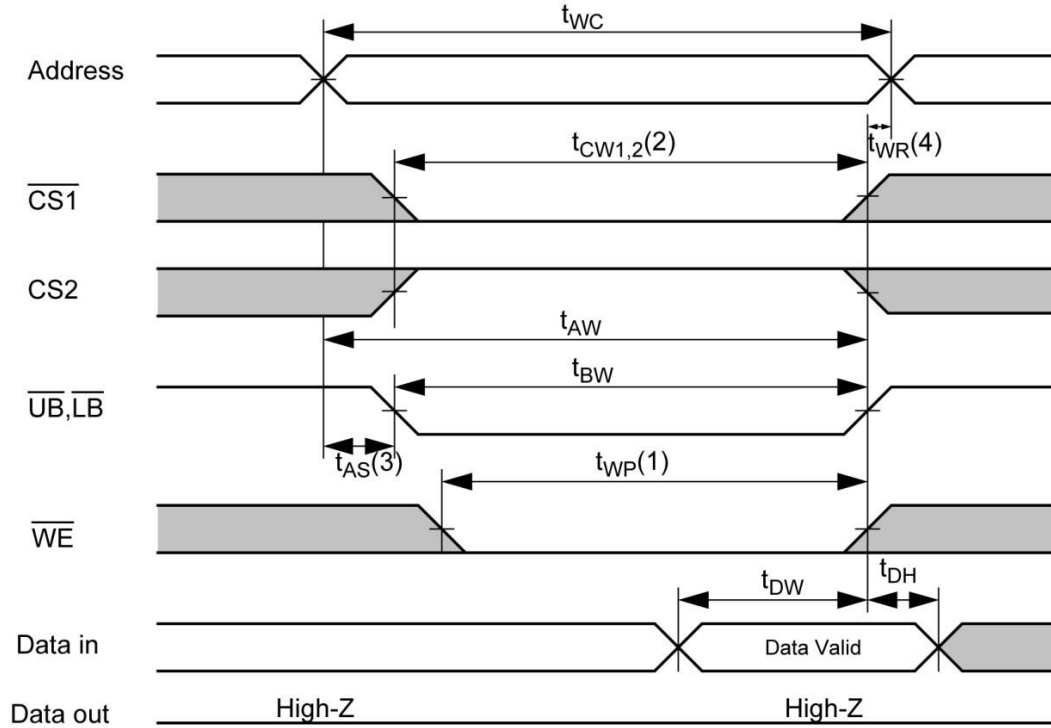 tWC
Address
tCW1,2(2)
tWR(4)
CS1
CS2
tAW
tBW
UB,LB
tAS(3)
tWP(1)
WE
tDW
tDH
Data in
Data Valid
Data out
High-Z
High-Z